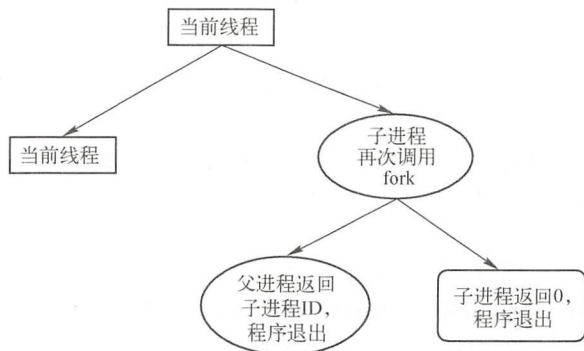 当前线程
当前线程
子进程
再次调用
fork
父进程返回
子进程ID，
程序退出
子进程返回0，
程序退出